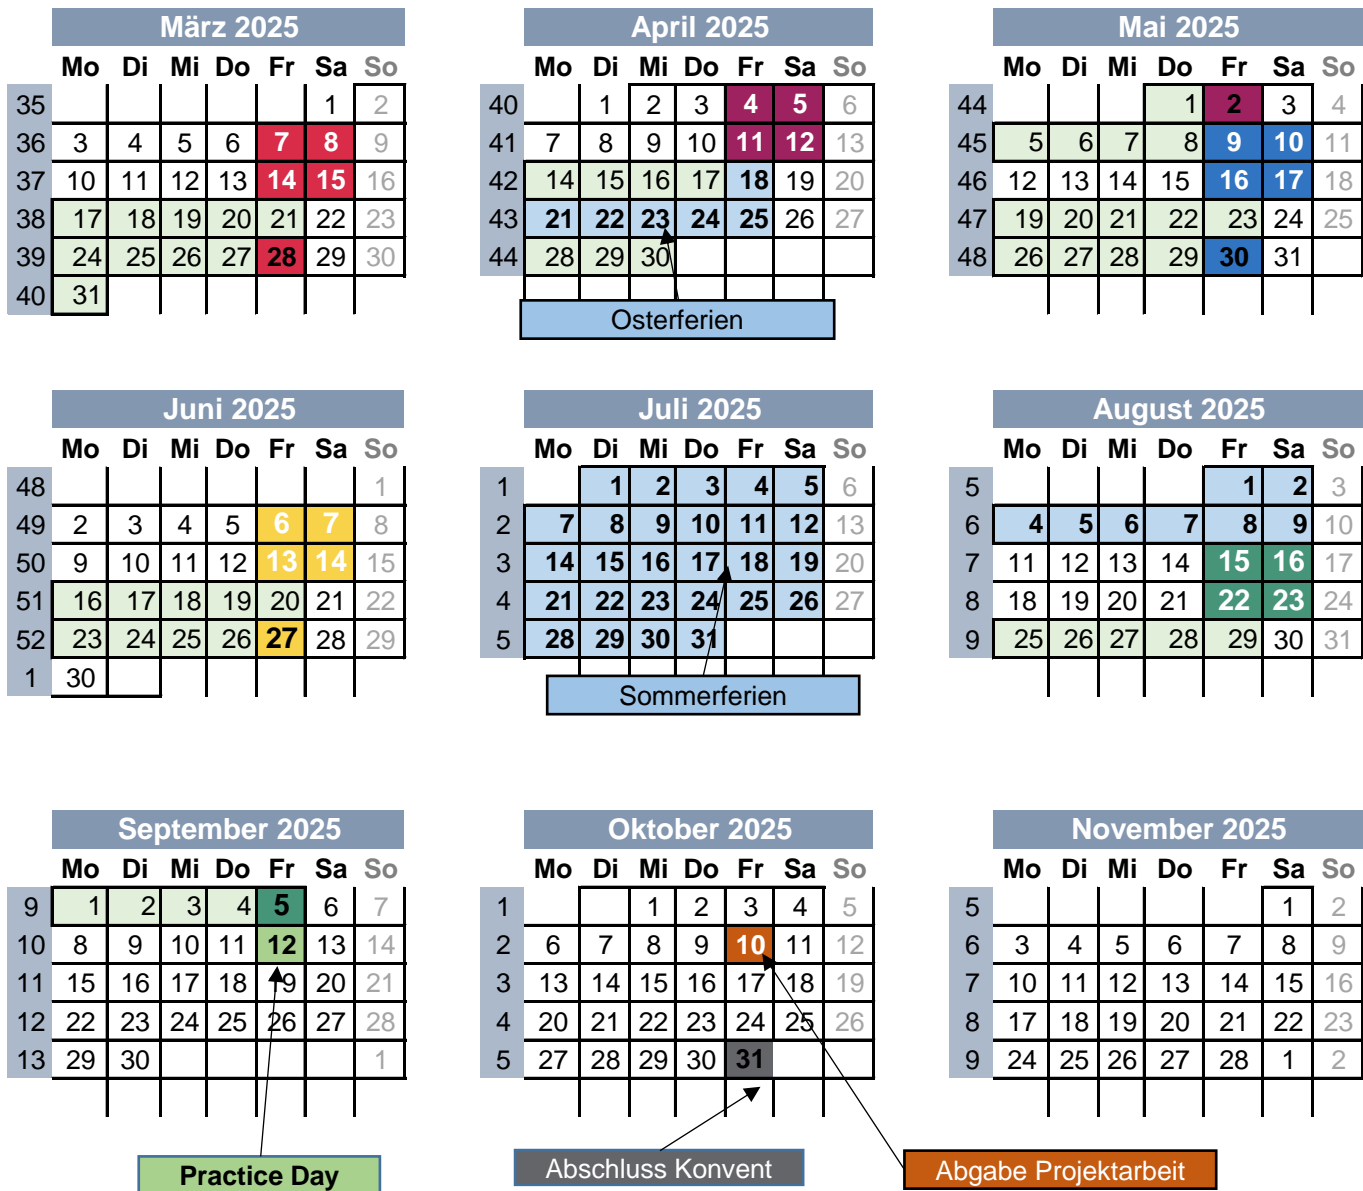 März 2025 April 2025 Mai 2025
Mo Di Mi Do Fr Sa So Mo Di Mi Do Fr Sa So Mo Di Mi Do Fr Sa So
35 1 2 40 1 2 3 4 5 6 44 1 2 3 4
36 3 4 5 6 7 8 9 41 7 8 9 10 11 12 13 45 5 6 7 8 9 10 11
37 10 11 12 13 14 15 16 42 14 15 16 17 18 19 20 46 12 13 14 15 16 17 18
38 17 18 19 20 21 22 23 43 21 22 23 24 25 26 27 47 19 20 21 22 23 24 25
39 24 25 26 27 28 29 30 44 28 29 30 48 26 27 28 29 30 31
40 31
Osterferien
Juni 2025 Juli 2025 August 2025
Mo Di Mi Do Fr Sa So Mo Di Mi Do Fr Sa So Mo Di Mi Do Fr Sa So
48 1 1 1 2 3 4 5 6 5 1 2 3
49 2 3 4 5 6 7 8 2 7 8 9 10 11 12 13 6 4 5 6 7 8 9 10
50 9 10 11 12 13 14 15 3 14 15 16 17 18 19 20 7 11 12 13 14 15 16 17
51 16 17 18 19 20 21 22 4 21 22 23 24 25 26 27 8 18 19 20 21 22 23 24
52 23 24 25 26 27 28 29 5 28 29 30 31 9 25 26 27 28 29 30 31
1 30
Sommerferien
September 2025 Oktober 2025 November 2025
Mo Di Mi Do Fr Sa So Mo Di Mi Do Fr Sa So Mo Di Mi Do Fr Sa So
9 1 2 3 4 5 6 7 1 1 2 3 4 5 5 1 2
10 8 9 10 11 12 13 14 2 6 7 8 9 10 11 12 6 3 4 5 6 7 8 9
11 15 16 17 18 19 20 21 3 13 14 15 16 17 18 19 7 10 11 12 13 14 15 16
12 22 23 24 25 26 27 28 4 20 21 22 23 24 25 26 8 17 18 19 20 21 22 23
13 29 30 1 5 27 28 29 30 31 9 24 25 26 27 28 1 2
Practice Day Abschluss Konvent Abgabe Projektarbeit